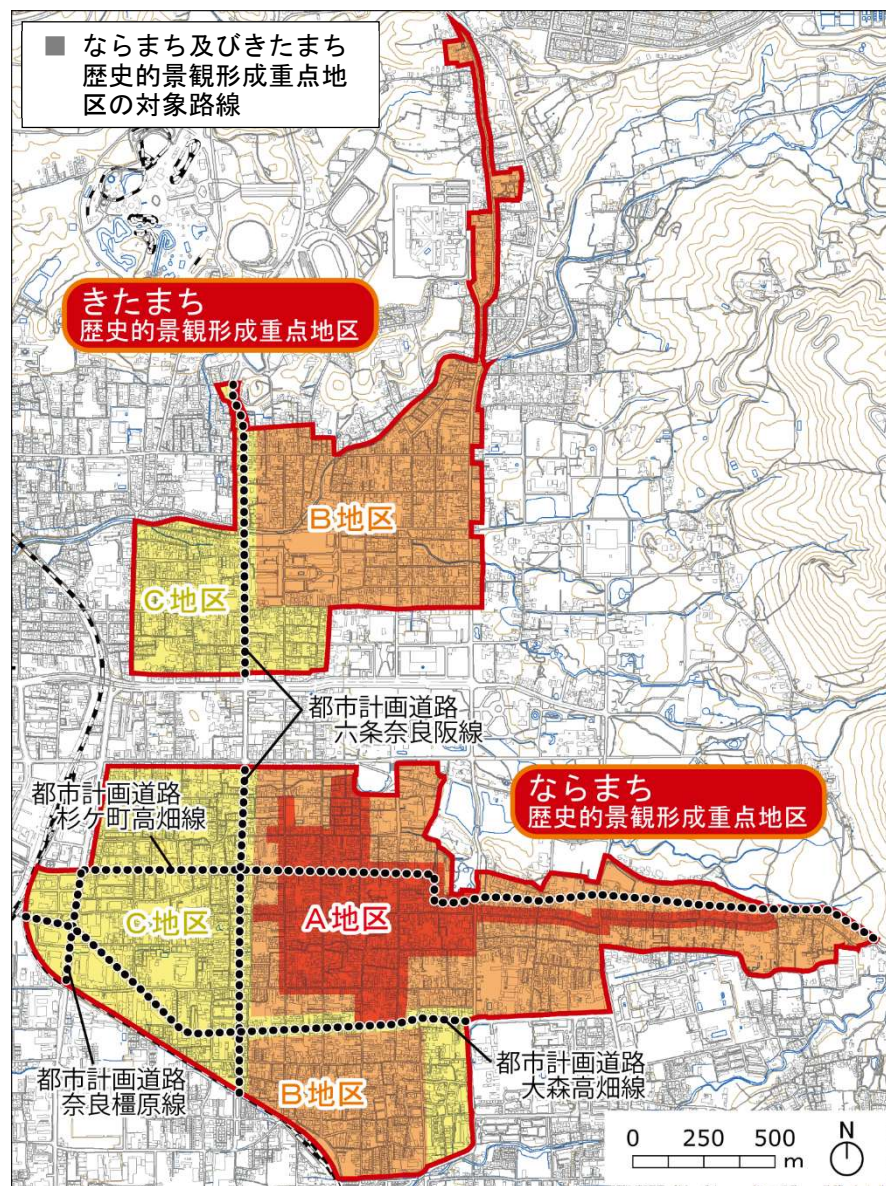 ■ ならまち及びきたまち
歴史的景観形成重点地
区の対象路線
きたまち
歴史的景観形成重点地区
B地区
C地区
都市計画道路
六条奈良阪線
都市計画道路
杉ケ町高畑線
ならまち
歴史的景観形成重点地区
C地区
A地区
都市計画道路
奈良橿原線
B地区
都市計画道路
大森高畑線
0 250 500
m
N